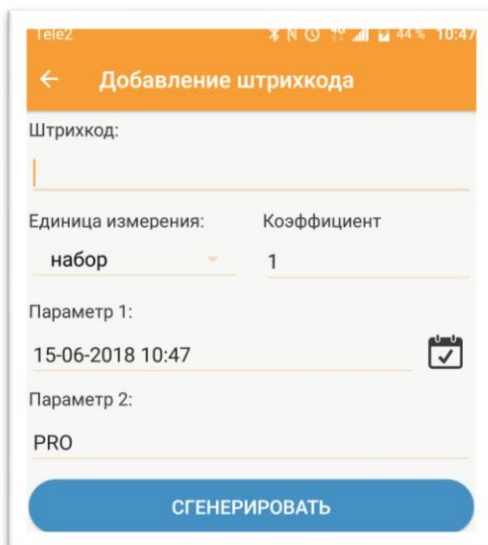 Tele2 44 % 10:47
Добавление штрихкода
Штрихкод:
Единица измерения: Коэффициент
набор 1
Параметр 1:
15-06-2018 10:47
Параметр 2:
PRO
СГЕНЕРИРОВАТЬ